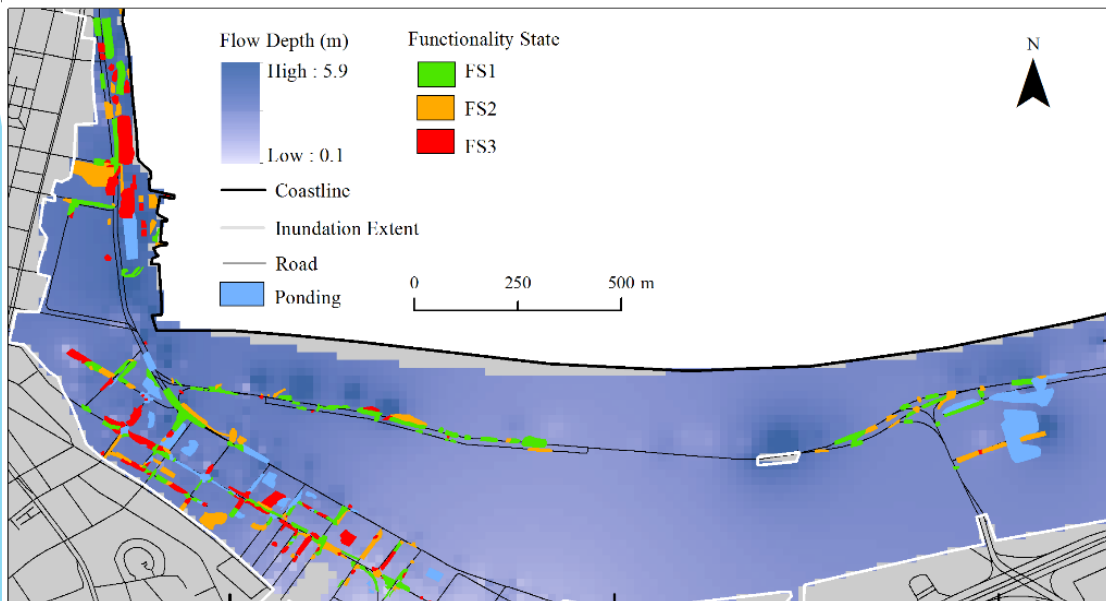 Flow Depth (m)
High : 5.9
Low : 0.1
Coastline
Inundation Extent
Road
Ponding
Functionality State
FS1
FS2
FS3
N
0 250 500 m